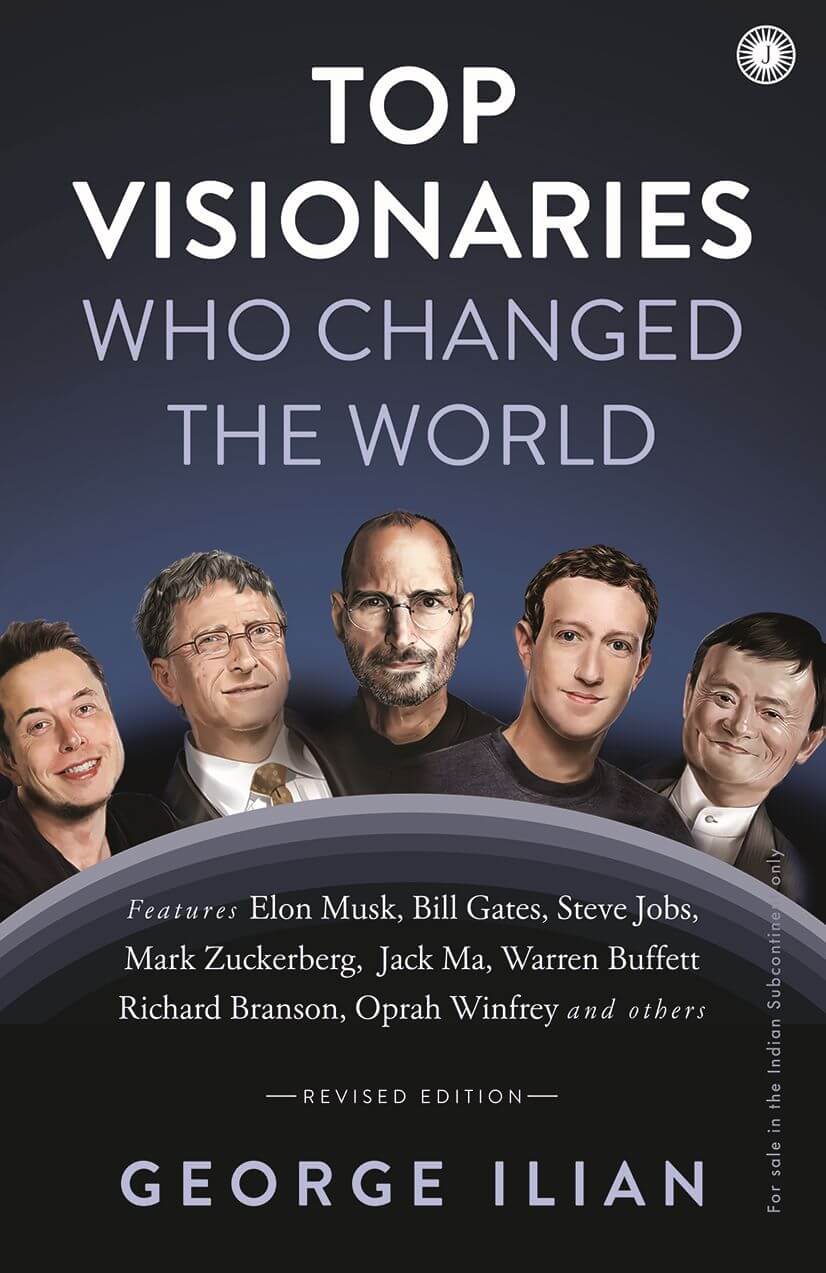 J
TOP
VISIONARIES
WHO CHANGED
THE WORLD
Features Elon Musk, Bill Gates, Steve Jobs,
Mark Zuckerberg, Jack Ma, Warren Buffett
Richard Branson, Oprah Winfrey and others
REVISED EDITION
GEORGE ILIAN
For sale in the Indian Subcontinent only